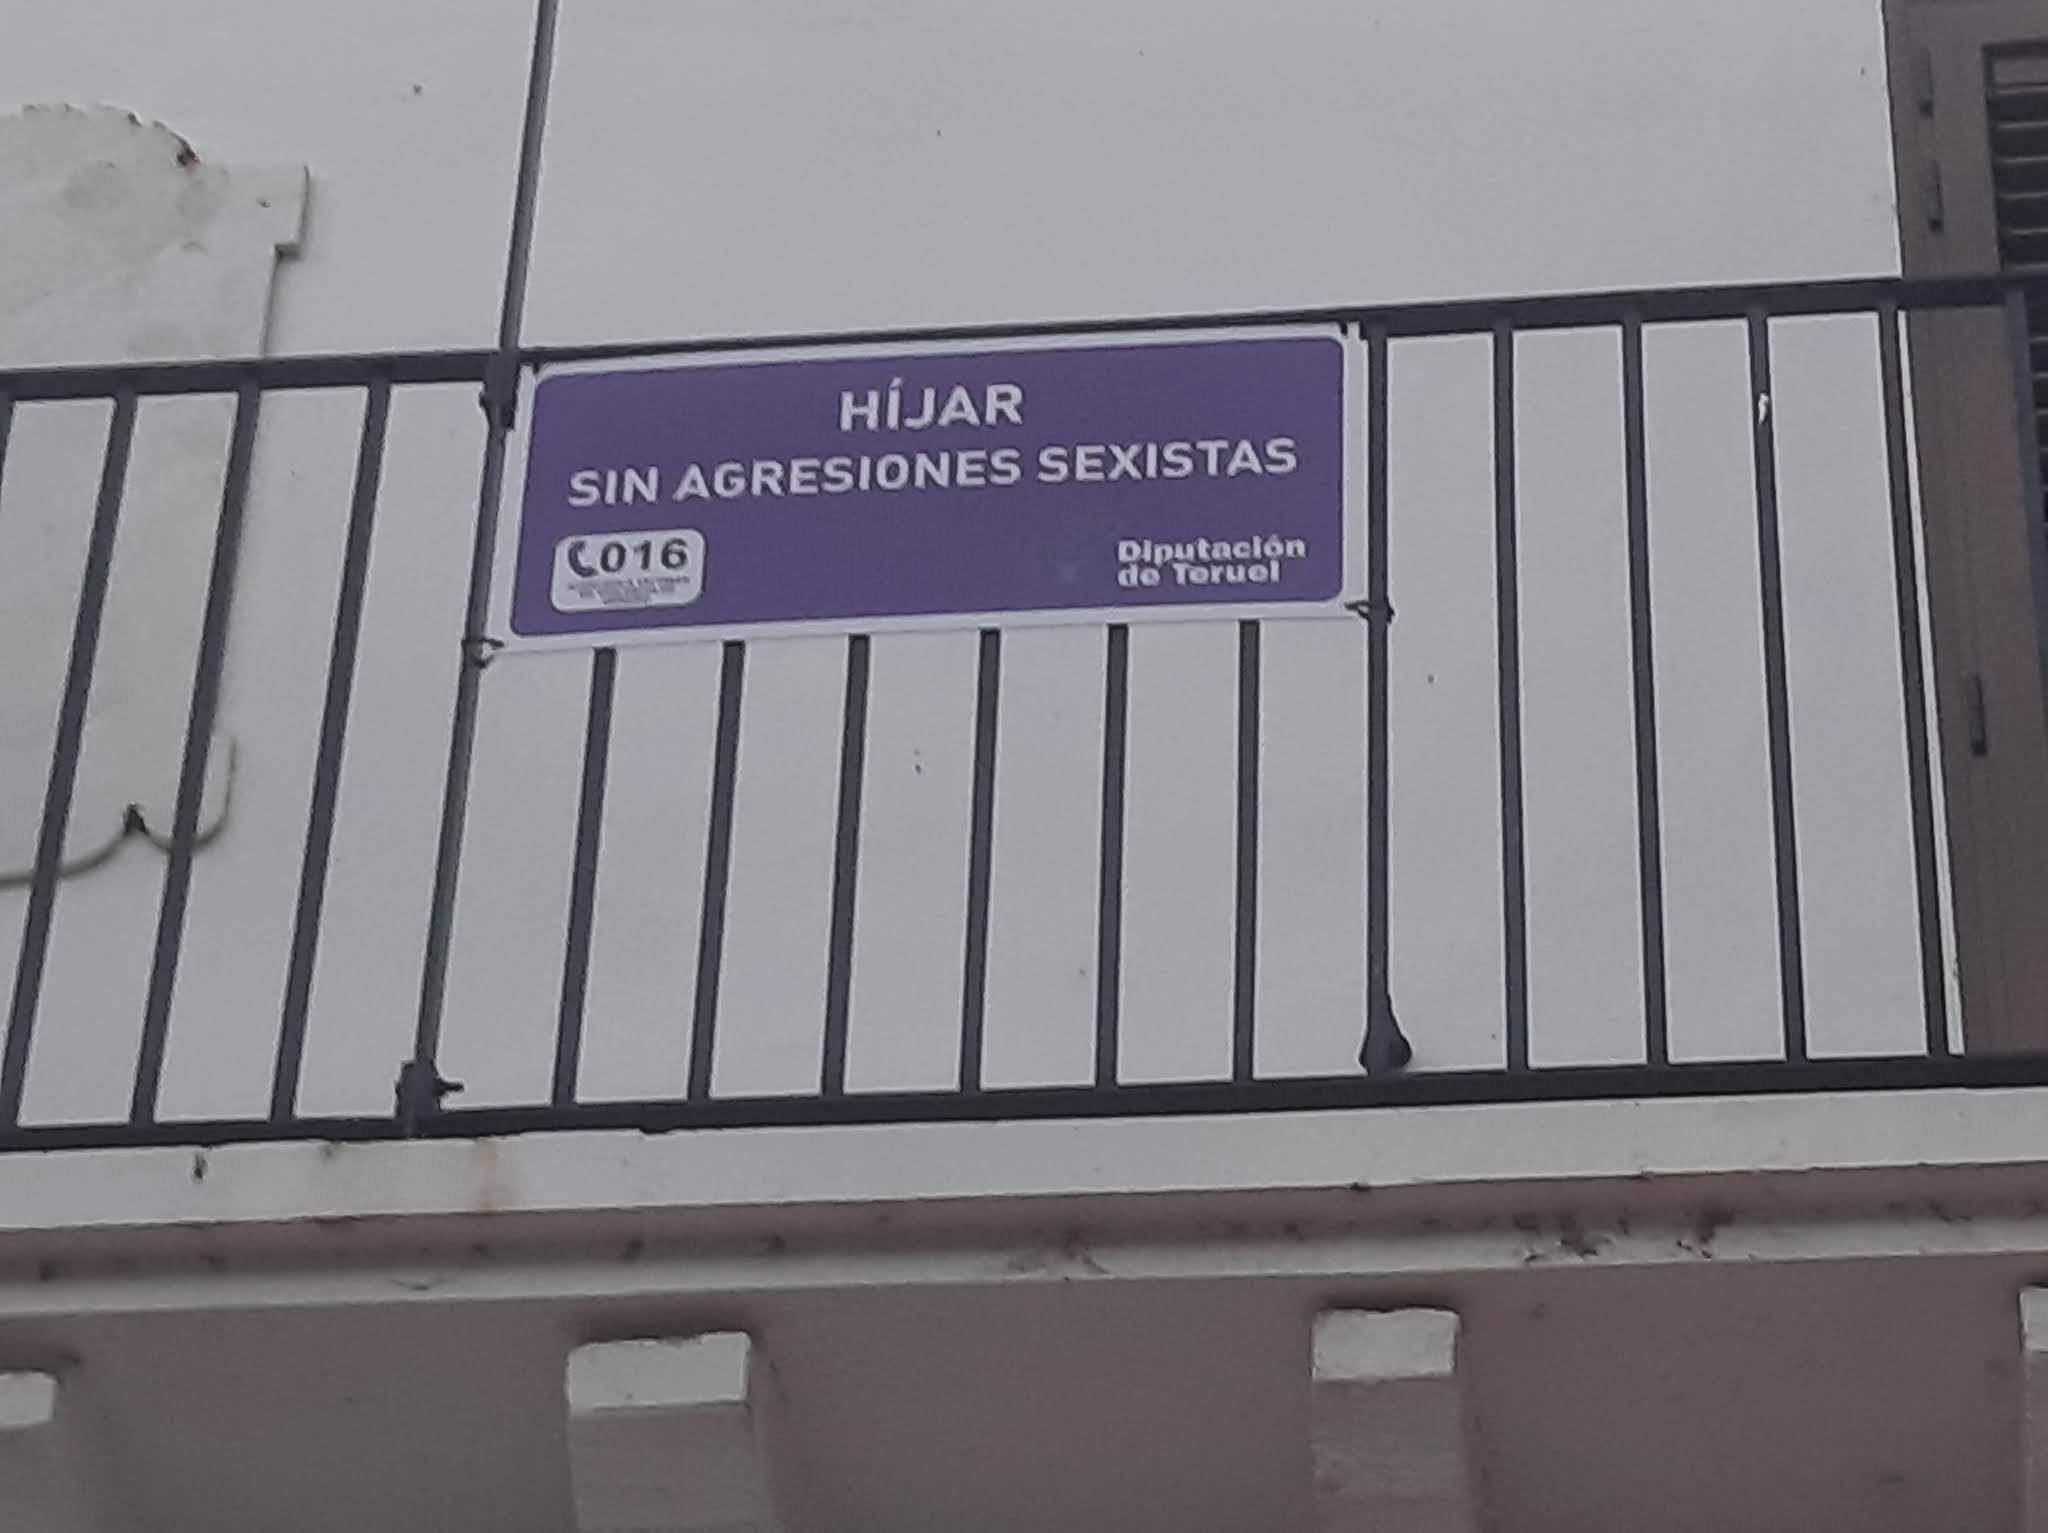 HÍJAR
SIN AGRESIONES SEXISTAS
016
Diputación
de Teruel